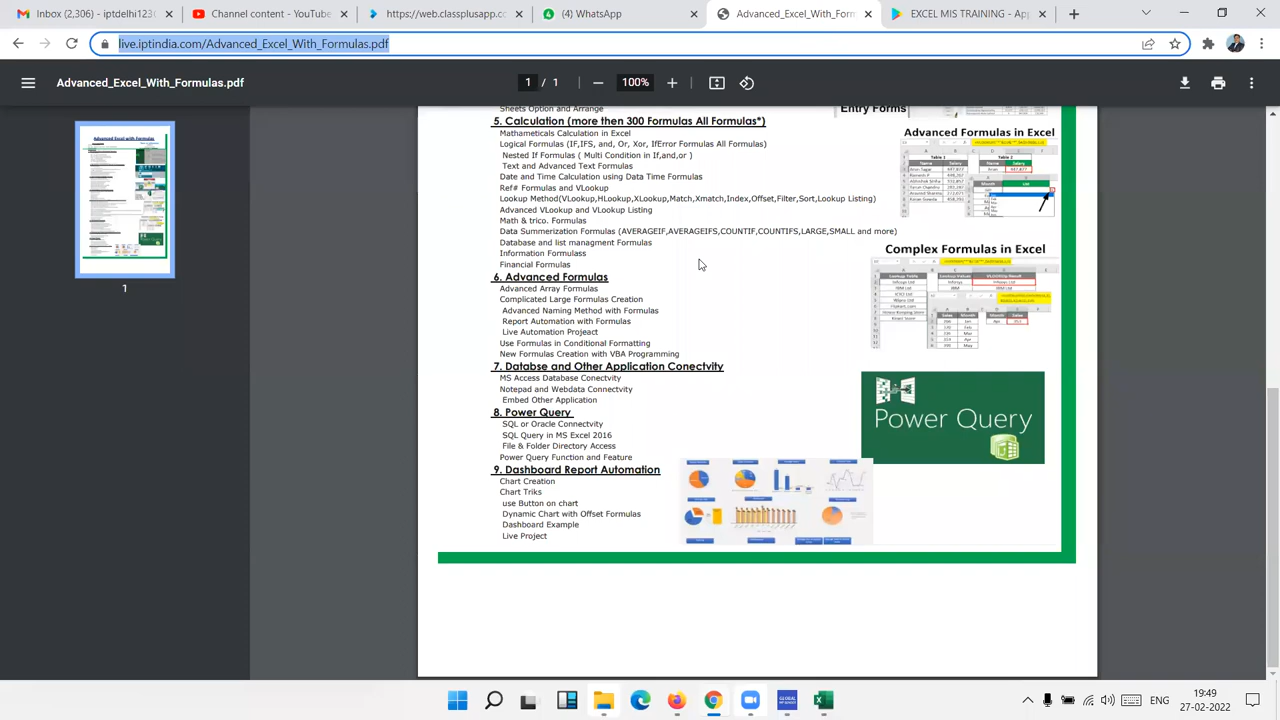 Inbox (2,306) - iptdelhi123
Channel content - YouTube
https://web.classplusapp.c
(4) WhatsApp
Advanced_Excel_With_Formulas.p
EXCEL MIS TRAINING - App
live.iptindia.com/Advanced_Excel_With_Formulas.pdf
Advanced_Excel_With_Formulas.pdf
1 / 1
100%
Sheets Option and Arrange
Entry Forms
5. Calculation (more then 300 Formulas All Formulas*)
Mathameticals Calculation in Excel
Logical Formulas (IF,IFS, and, Or, Xor, IfError Formulas All Formulas)
Nested If Formulas ( Multi Condition in If,and,or )
Text and Advanced Text Formulas
Date and Time Calculation using Data Time Formulas
Ref# Formulas and VLookup
Lookup Method(VLookup,HLookup,XLookup,Match,Xmatch,Index,Offset,Filter,Sort,Lookup Listing)
Advanced VLookup and VLookup Listing
Math & trico. Formulas
Data Summerization Formulas (AVERAGEIF,AVERAGEIFS,COUNTIF,COUNTIFS,LARGE,SMALL and more)
Database and list managment Formulas
Information Formulass
Financial Formulas
Advanced Formulas in Excel
Complex Formulas in Excel
6. Advanced Formulas
Advanced Array Formulas
Complicated Large Formulas Creation
Advanced Naming Method with Formulas
Report Automation with Formulas
Live Automation Projeact
Use Formulas in Conditional Formatting
New Formulas Creation with VBA Programming
7. Databse and Other Application Conectvity
MS Access Database Conectvity
Notepad and Webdata Connectvity
Embed Other Application
8. Power Query
SQL or Oracle Connectvity
SQL Query in MS Excel 2016
File & Folder Directory Access
Power Query Function and Feature
Power Query
9. Dashboard Report Automation
Chart Creation
Chart Triks
use Button on chart
Dynamic Chart with Offset Formulas
Dashboard Example
Live Project
1
ENG
19:49
27-02-2022